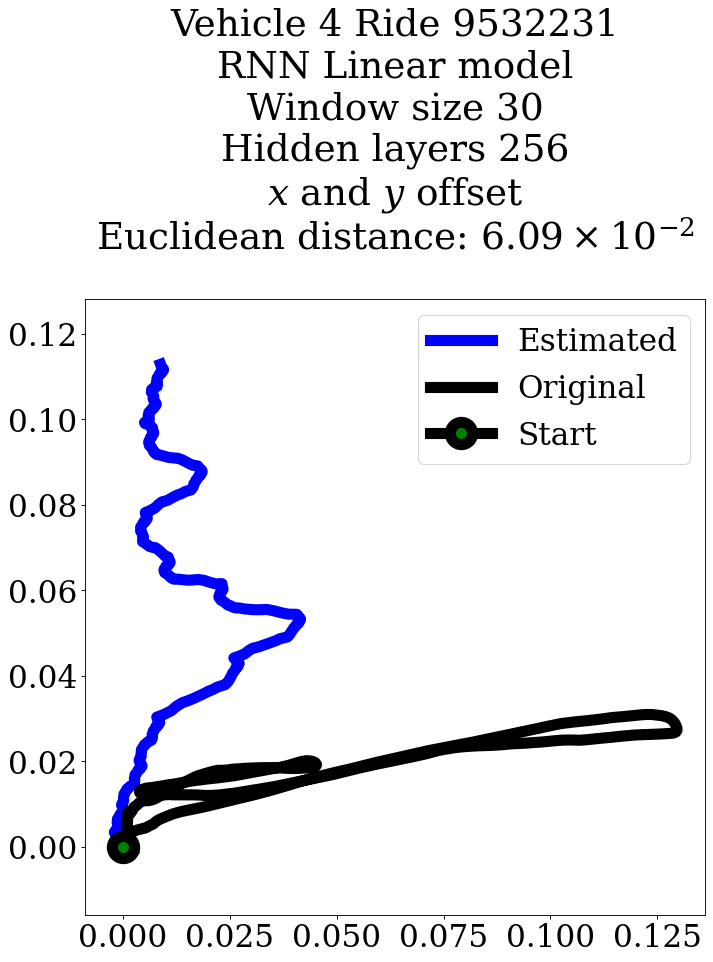 Vehicle 4 Ride 9532231
RNN Linear model
Window size 30
Hidden layers 256
x and y offset
Euclidean distance: 6.09 × 10⁻²
Estimated
Original
Start
0.12
0.10
0.08
0.06
0.04
0.02
0.00
0.000 0.025 0.050 0.075 0.100 0.125